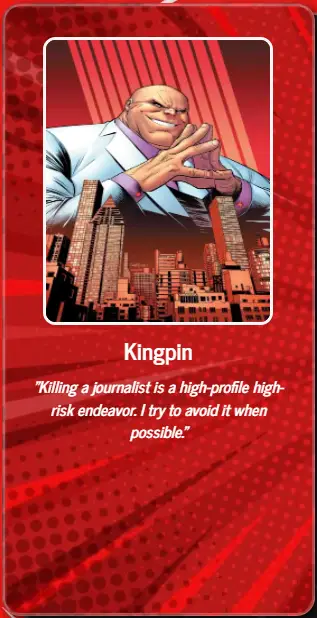 Kingpin
"Killing a journalist is a high-profile high-
risk endeavor. I try to avoid it when
possible."